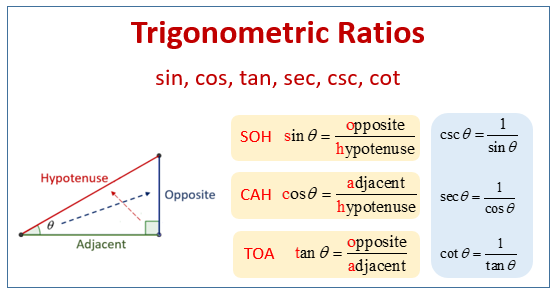 Trigonometric Ratios
sin, cos, tan, sec, csc, cot
Hypotenuse
Opposite
θ
Adjacent
SOH sin θ = opposite / hypotenuse
CAH cos θ = adjacent / hypotenuse
TOA tan θ = opposite / adjacent
csc θ = 1 / sin θ
sec θ = 1 / cos θ
cot θ = 1 / tan θ